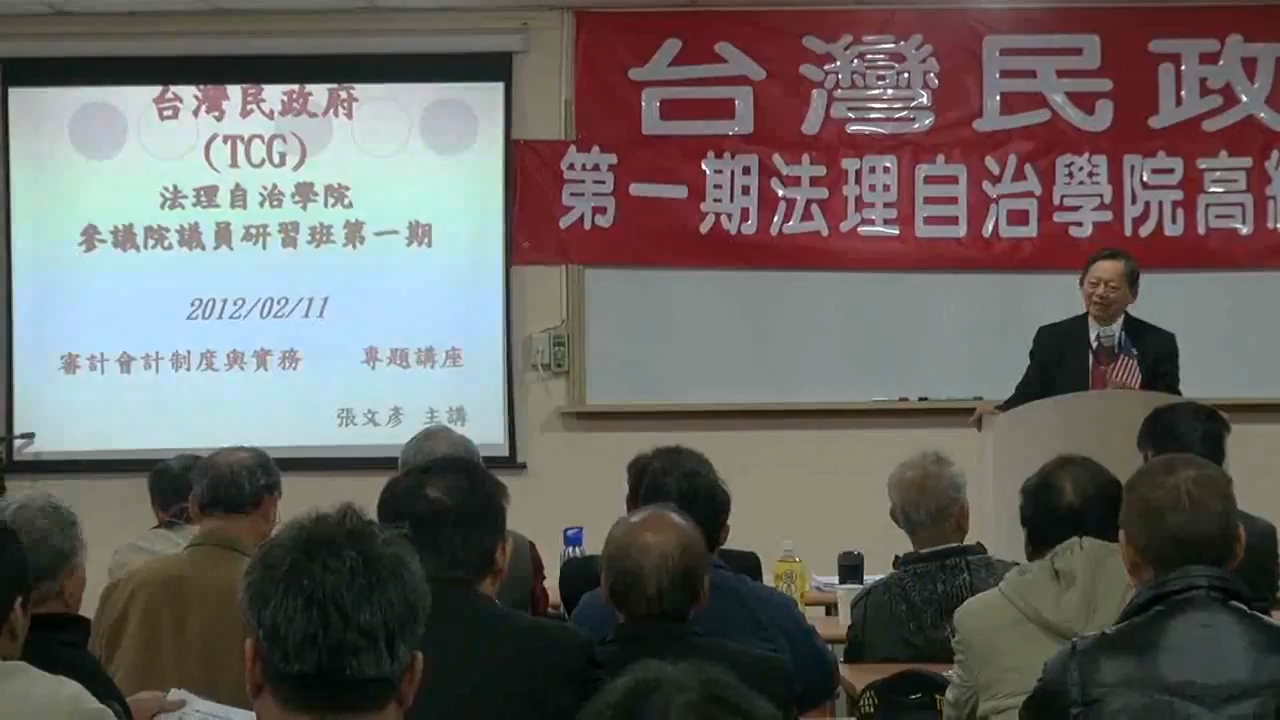 台灣民政府
(TCG)
法理自治學院
參議院議員研習班第一期
2012/02/11
審計會計制度與實務 專題講座
張文彥 主講
台灣民政
第一期法理自治學院高